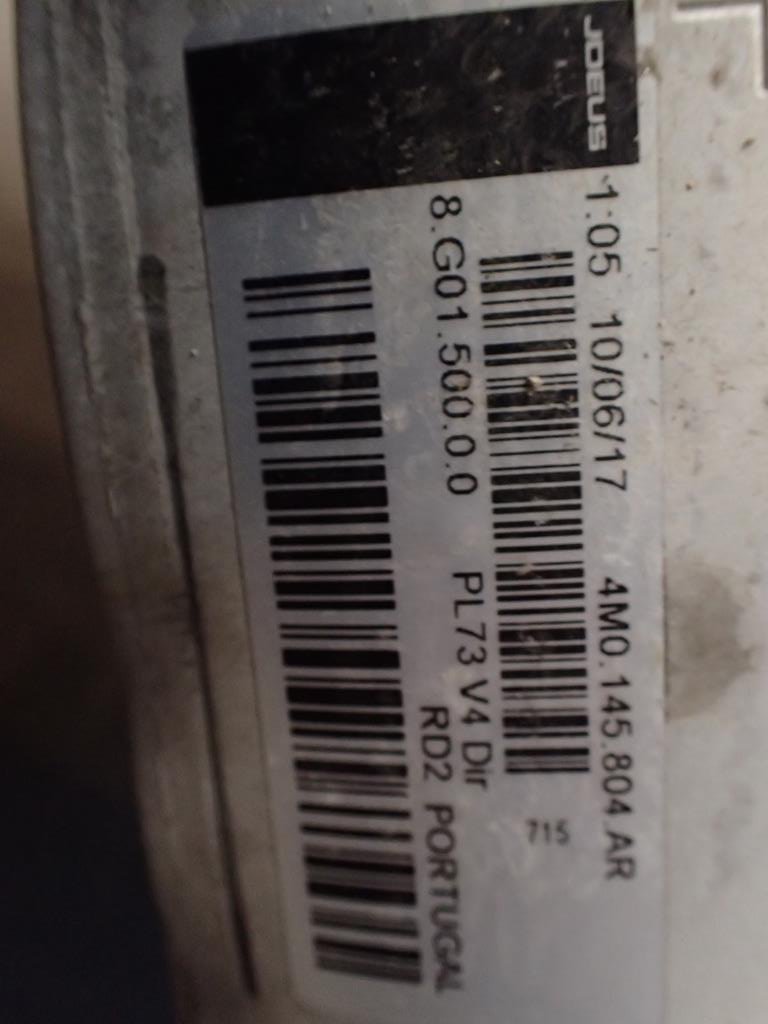 JDEUS
1:05 10/06/17 4M0.145.804.AR
715
8.G01.500.0.0 PL73 V4 Dir
RD2 PORTUGAL